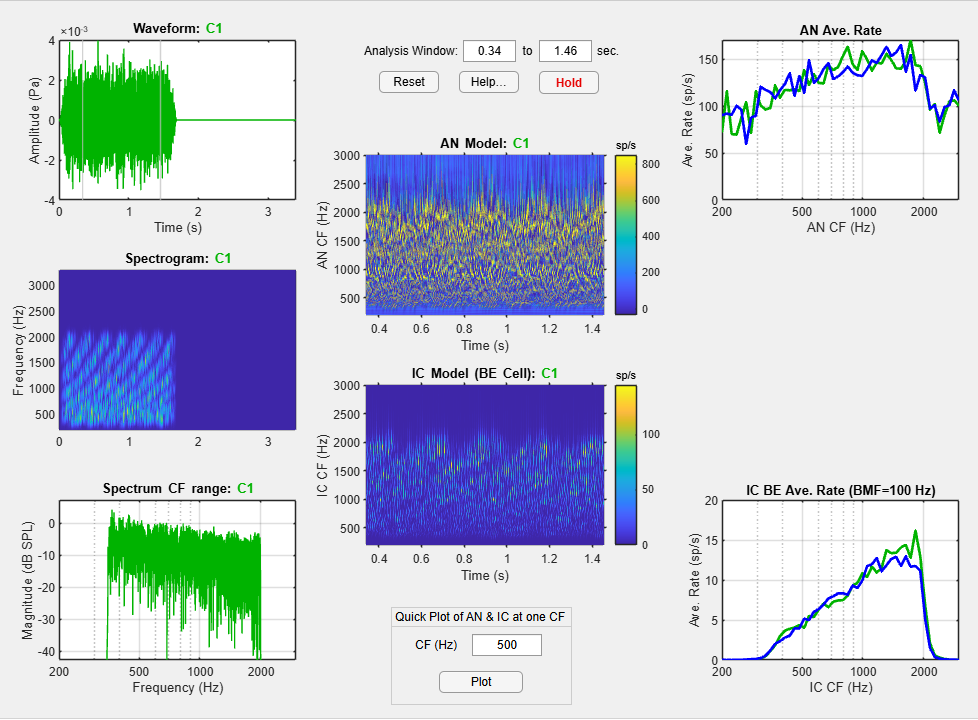 Waveform: C1
×10⁻³
4
2
0
-2
-4
Amplitude (Pa)
0 1 2 3
Time (s)
Spectrogram: C1
3000
2500
2000
1500
1000
500
Frequency (Hz)
0 1 2 3
Spectrum CF range: C1
0
-10
-20
-30
-40
Magnitude (dB SPL)
200 500 1000 2000
Frequency (Hz)
Analysis Window: 0.34 to 1.46 sec.
Reset Help... Hold
AN Model: C1
sp/s
3000
2500
2000
1500
1000
500
AN CF (Hz)
0.4 0.6 0.8 1 1.2 1.4
Time (s)
800
600
400
200
0
IC Model (BE Cell): C1
sp/s
3000
2500
2000
1500
1000
500
IC CF (Hz)
0.4 0.6 0.8 1 1.2 1.4
Time (s)
100
50
0
Quick Plot of AN & IC at one CF
CF (Hz) 500
Plot
AN Ave. Rate
150
100
50
0
Ave. Rate (sp/s)
200 500 1000 2000
AN CF (Hz)
IC BE Ave. Rate (BMF=100 Hz)
20
15
10
5
0
Ave. Rate (sp/s)
200 500 1000 2000
IC CF (Hz)